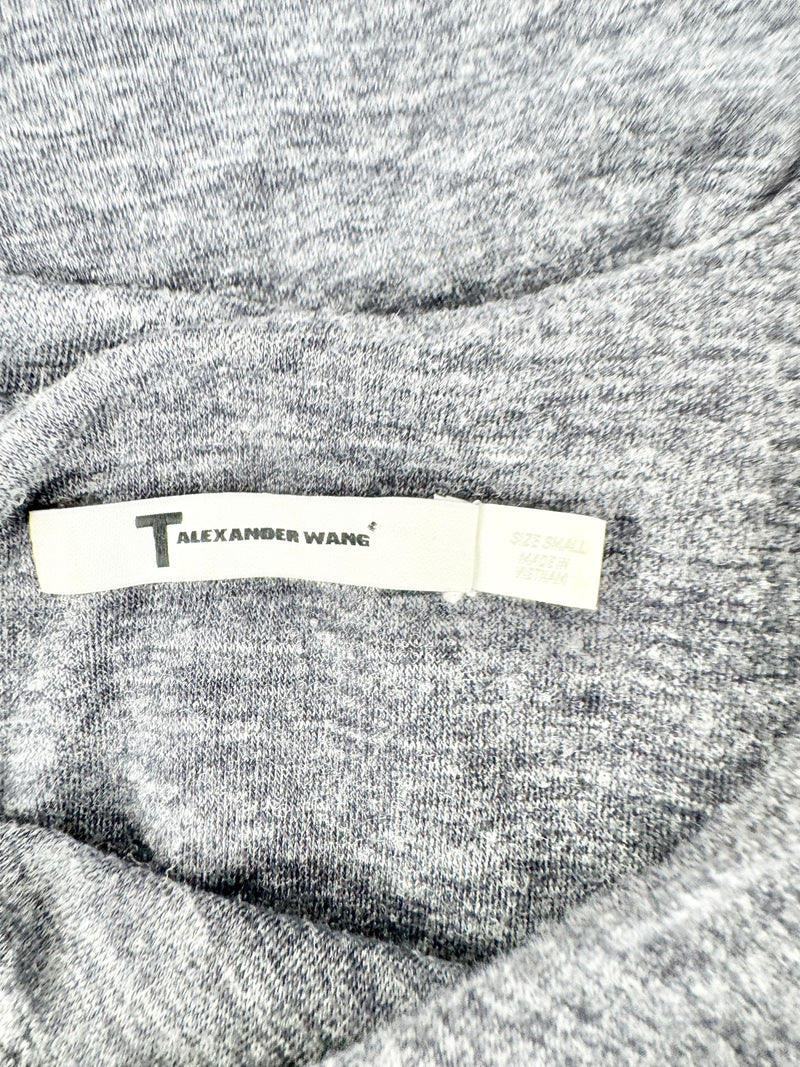 T ALEXANDER WANG
SIZE SMALL
MADE IN
VIETNAM